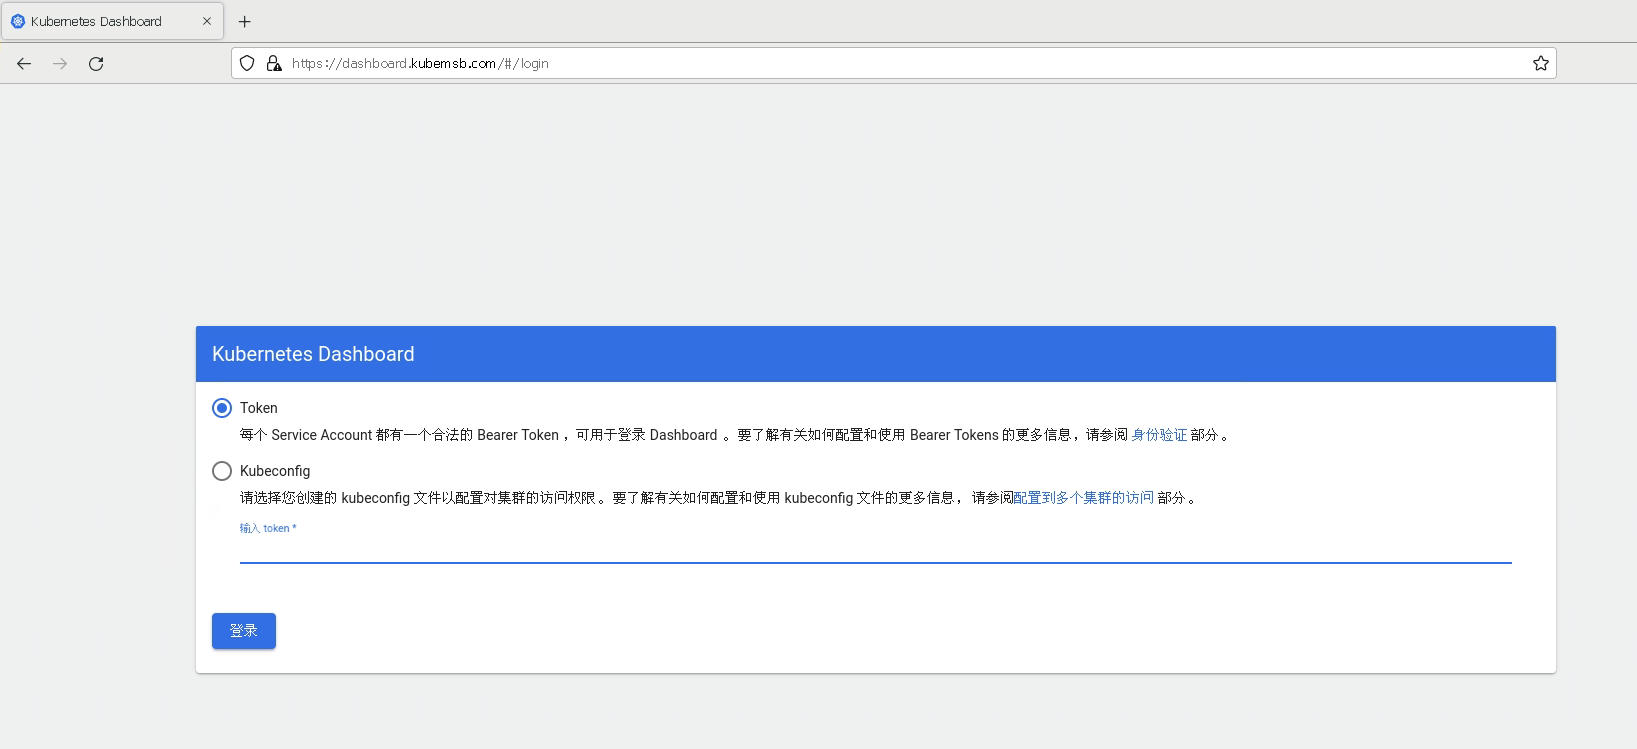 Kubernetes Dashboard
https://dashboard.kubemsb.com/#/login
Kubernetes Dashboard
Token
每个 Service Account 都有一个合法的 Bearer Token ，可用于登录 Dashboard 。要了解有关如何配置和使用 Bearer Tokens 的更多信息，请参阅 身份验证 部分。
Kubeconfig
请选择您创建的 kubeconfig 文件以配置对集群的访问权限。要了解有关如何配置和使用 kubeconfig 文件的更多信息，请参阅配置到多个集群的访问 部分。
输入 token *
登录